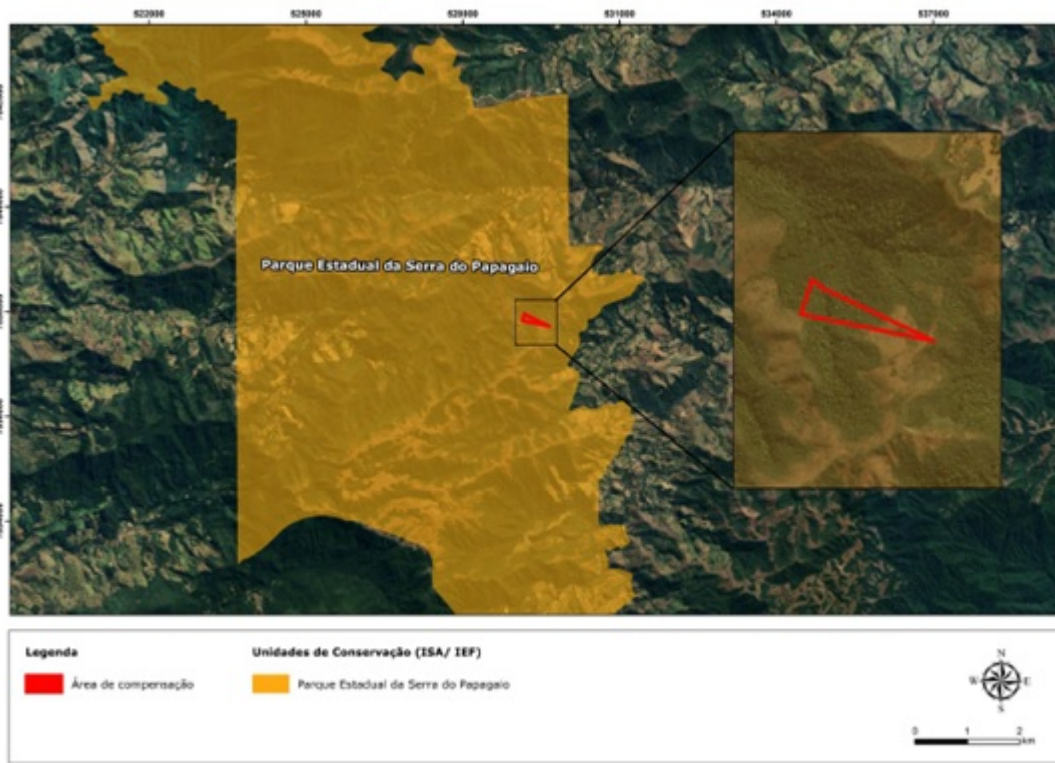 522000 525000 528000 531000 534000 537000
Parque Estadual da Serra do Papagaio
Legenda
Área de compensação
Unidades de Conservação (ISA/ IEF)
Parque Estadual da Serra do Papagaio
N
W E
S
0 1 2
km